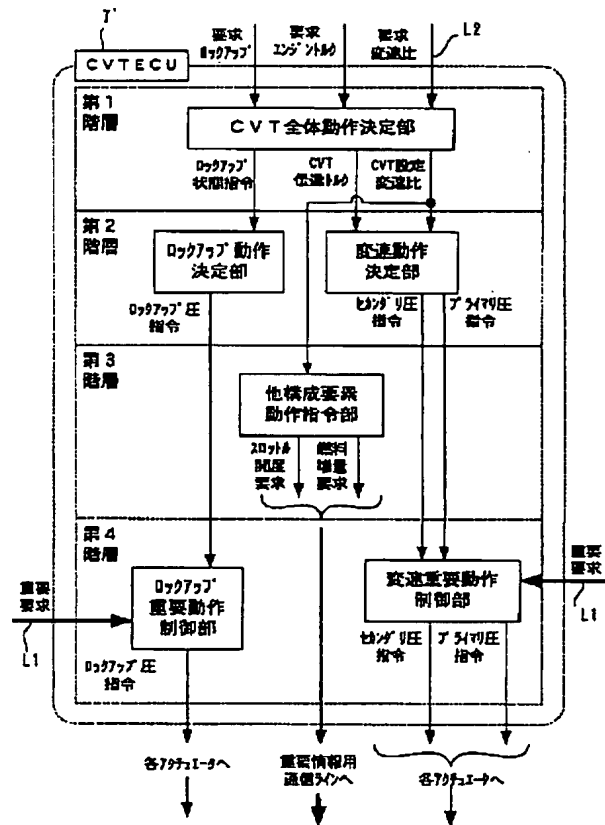 T'
CVTECU
要求
ロックアップ
要求
エンジントルク
要求
変速比
L2
第1
階層
CVT全体動作決定部
ロックアップ
状態指令
CVT
伝達トルク
CVT設定
変速比
第2
階層
ロックアップ動作
決定部
変速動作
決定部
ロックアップ圧
指令
セカンダリ圧
指令
プライマリ圧
指令
第3
階層
他構成要素
動作指令部
スロットル
開度
要求
燃料
増量
要求
第4
階層
重要
要求
L1
ロックアップ
重要動作
制御部
変速重要動作
制御部
重要
要求
L1
ロックアップ圧
指令
セカンダリ圧
指令
プライマリ圧
指令
各アクチュエータへ
重要情報用
通信ラインへ
各アクチュエータへ